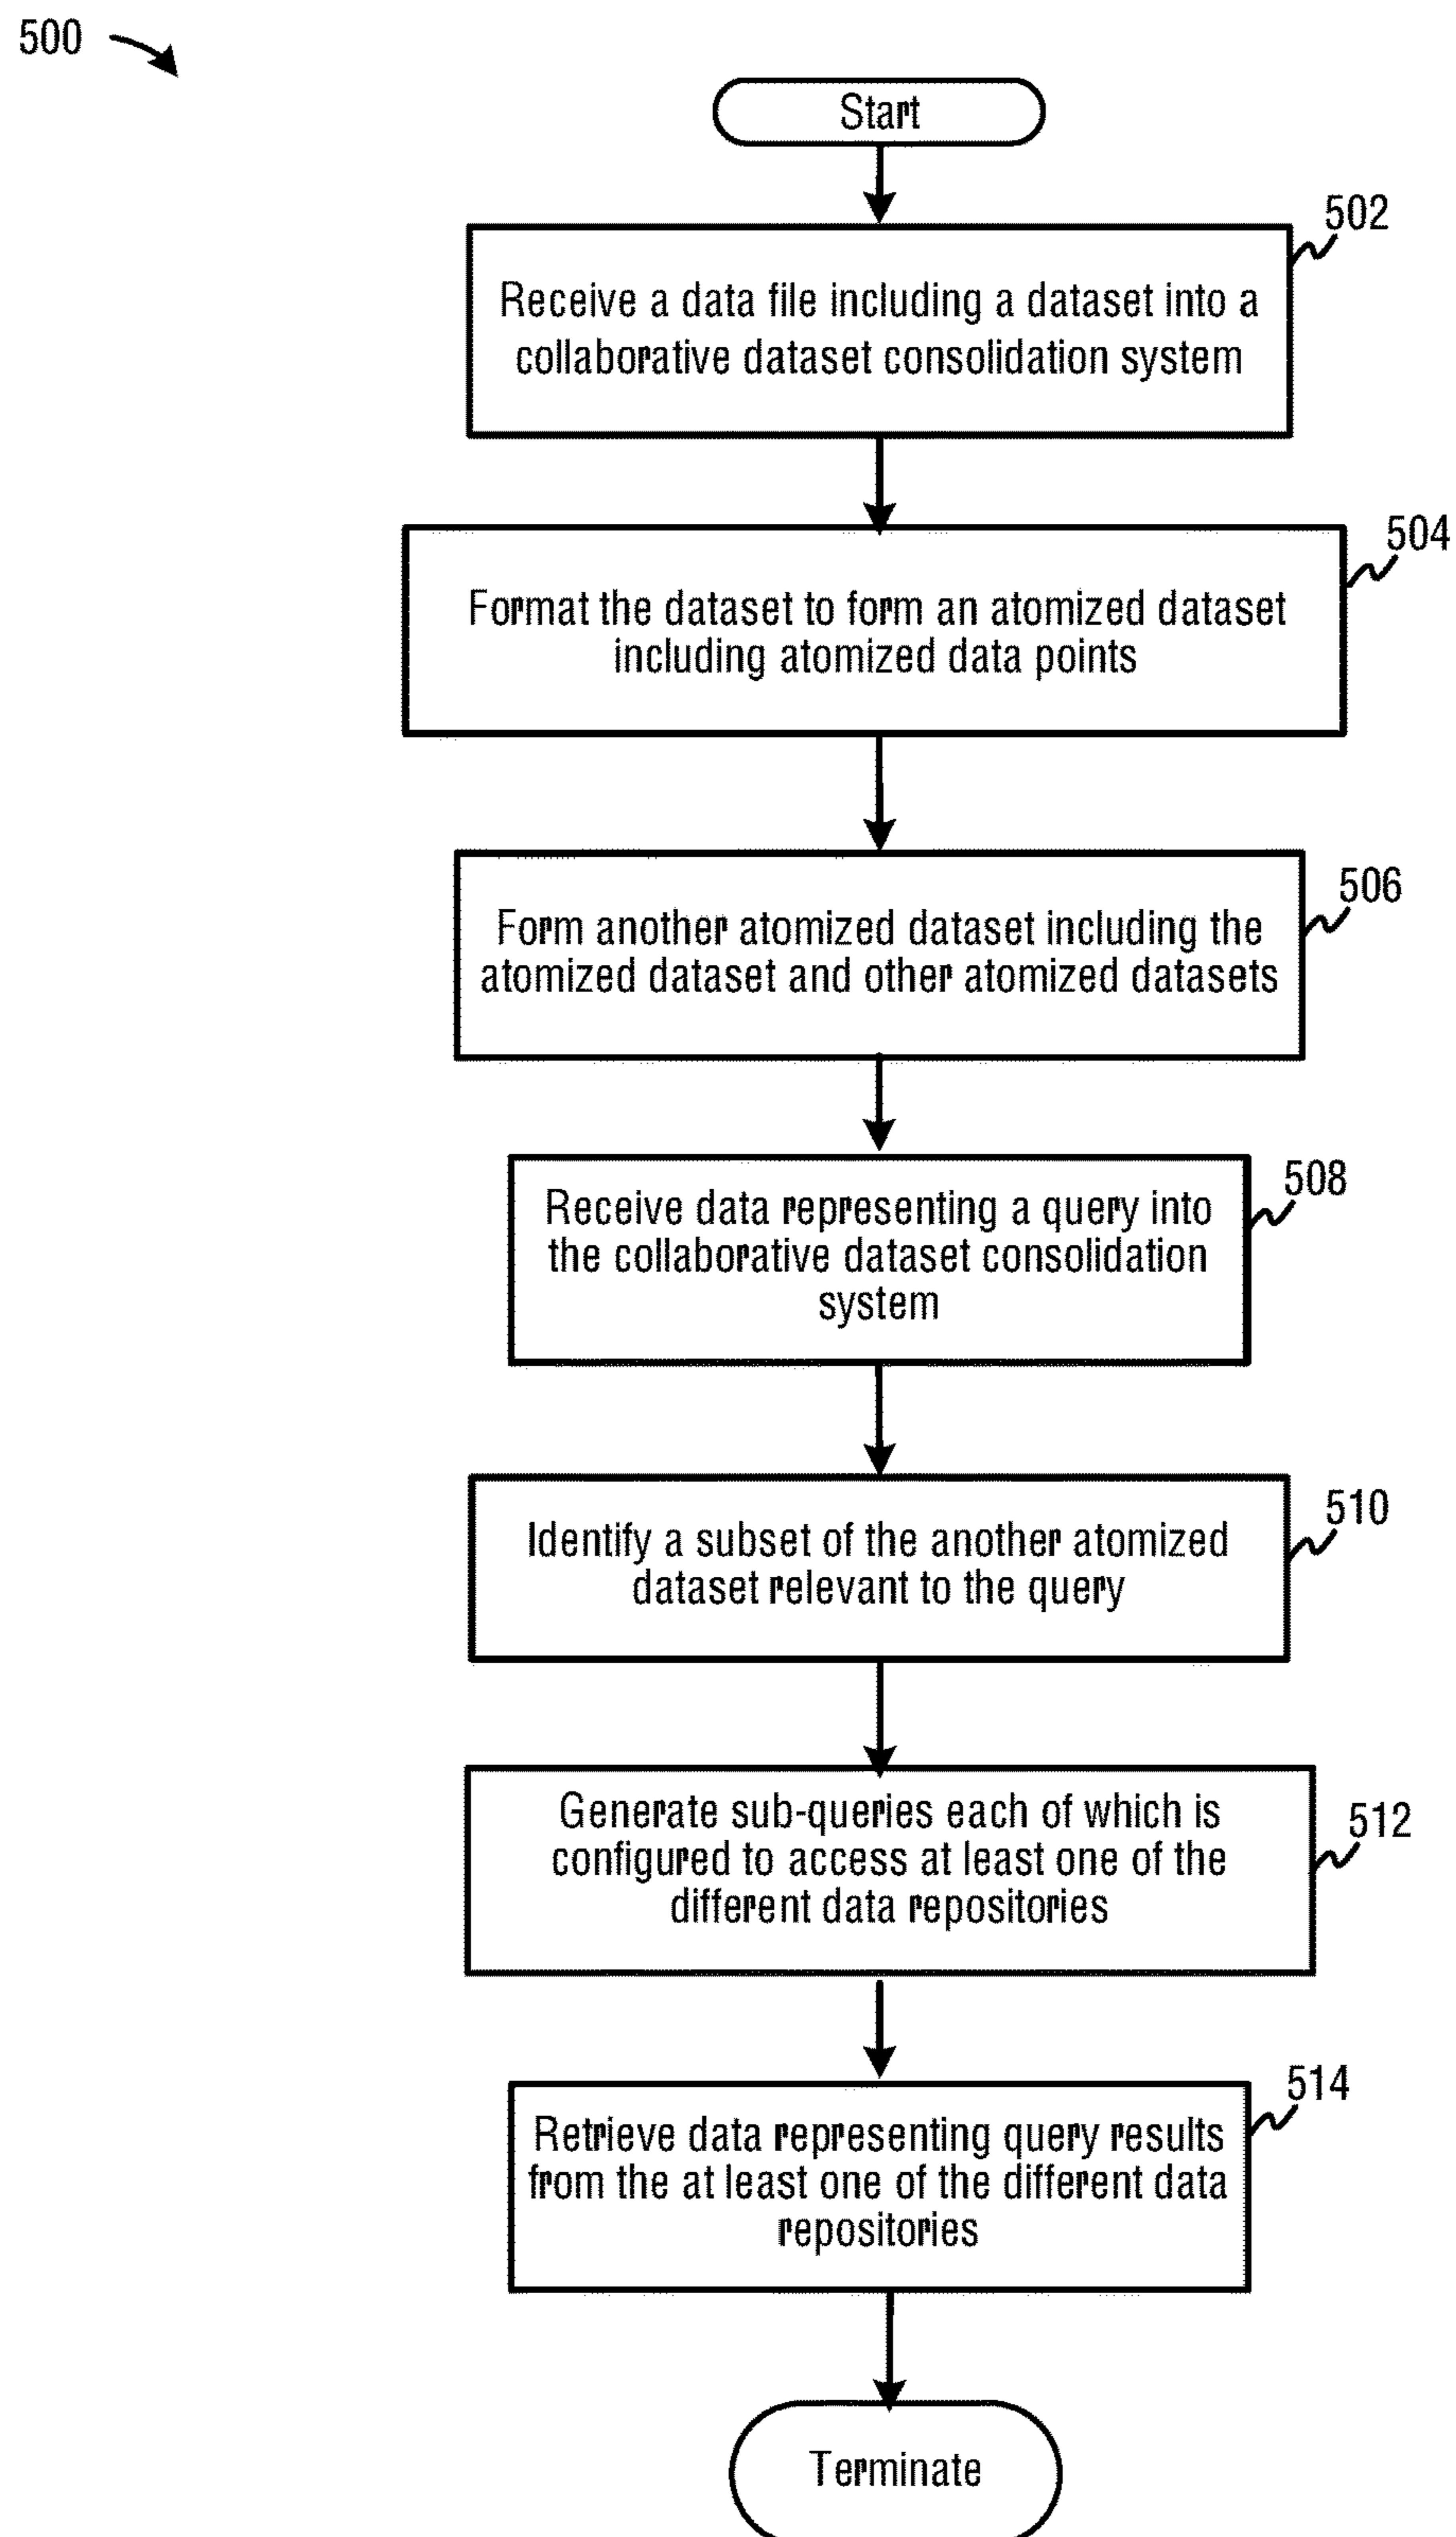 500
Start
502
Receive a data file including a dataset into a
collaborative dataset consolidation system
504
Format the dataset to form an atomized dataset
including atomized data points
506
Form another atomized dataset including the
atomized dataset and other atomized datasets
508
Receive data representing a query into
the collaborative dataset consolidation
system
510
Identify a subset of the another atomized
dataset relevant to the query
512
Generate sub-queries each of which is
configured to access at least one of the
different data repositories
514
Retrieve data representing query results
from the at least one of the different data
repositories
Terminate